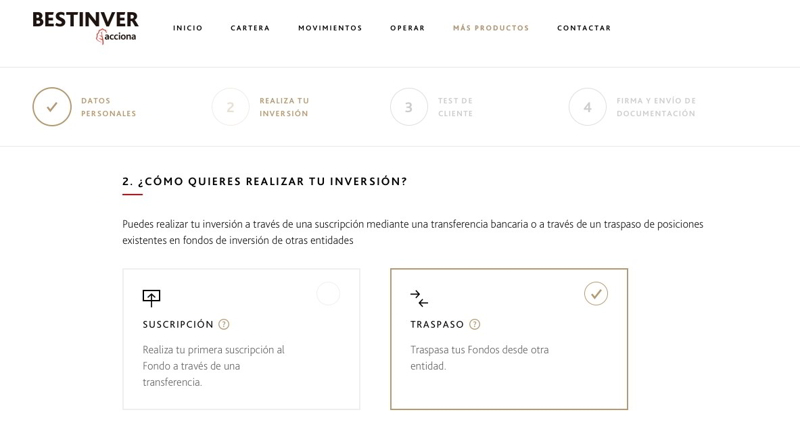 BESTINVER
acciona
INICIO CARTERA MOVIMIENTOS OPERAR MÁS PRODUCTOS CONTACTAR
DATOS
PERSONALES
2 REALIZA TU
INVERSIÓN
3 TEST DE
CLIENTE
4 FIRMA Y ENVÍO DE
DOCUMENTACIÓN
2. ¿CÓMO QUIERES REALIZAR TU INVERSIÓN?
Puedes realizar tu inversión a través de una suscripción mediante una transferencia bancaria o a través de un traspaso de posiciones
existentes en fondos de inversión de otras entidades
SUSCRIPCIÓN ?
Realiza tu primera suscripción al
Fondo a través de una
transferencia.
TRASPASO ?
Traspasa tus Fondos desde otra
entidad.